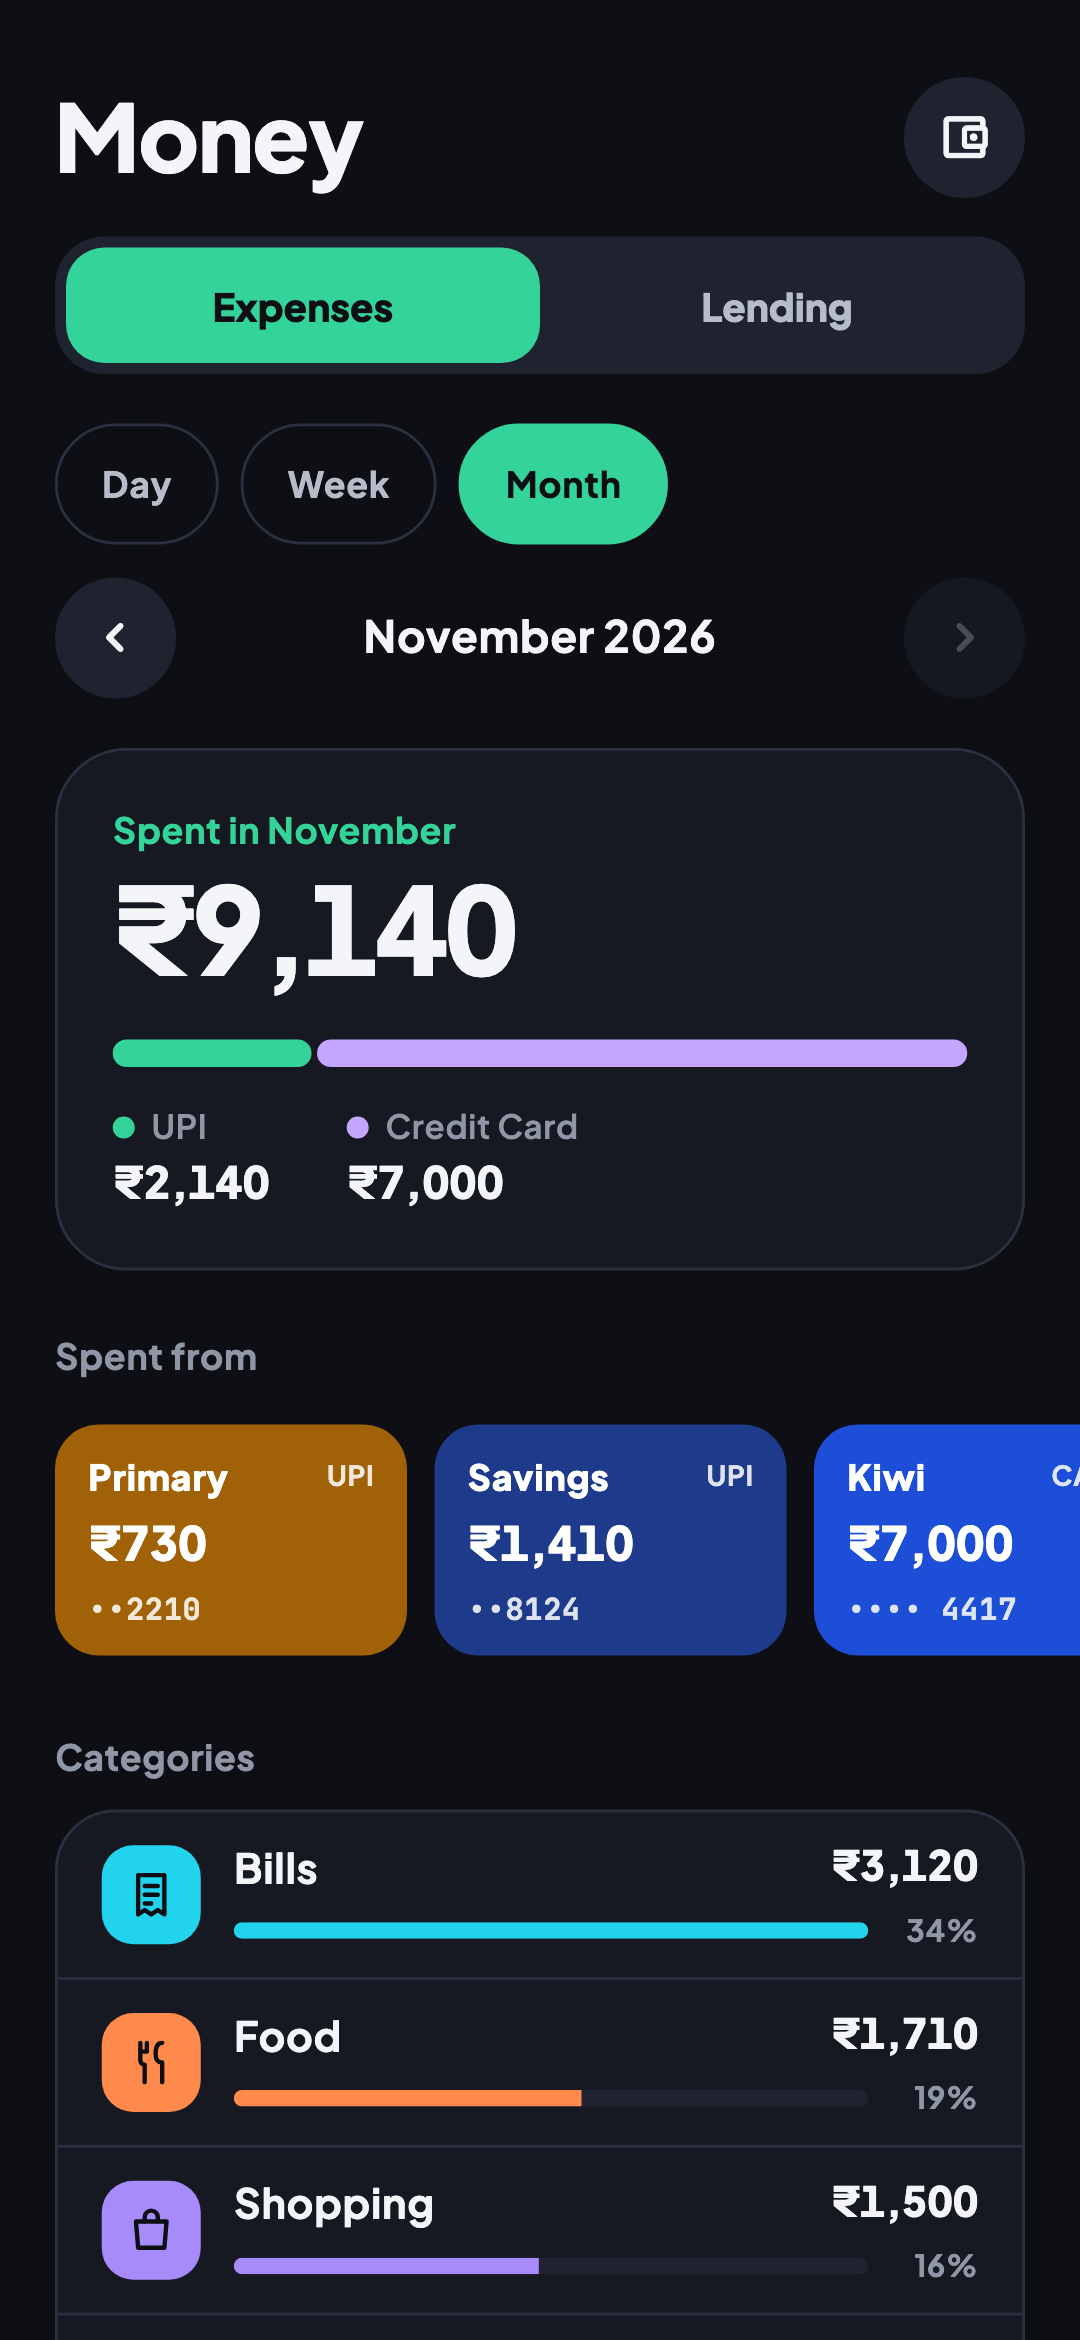 Money
Expenses
Lending
Day
Week
Month
November 2026
Spent in November
₹9,140
UPI
Credit Card
₹2,140
₹7,000
Spent from
Primary
UPI
₹730
••2210
Savings
UPI
₹1,410
••8124
Kiwi
₹7,000
•••• 4417
Categories
Bills
₹3,120
34%
Food
₹1,710
19%
Shopping
₹1,500
16%